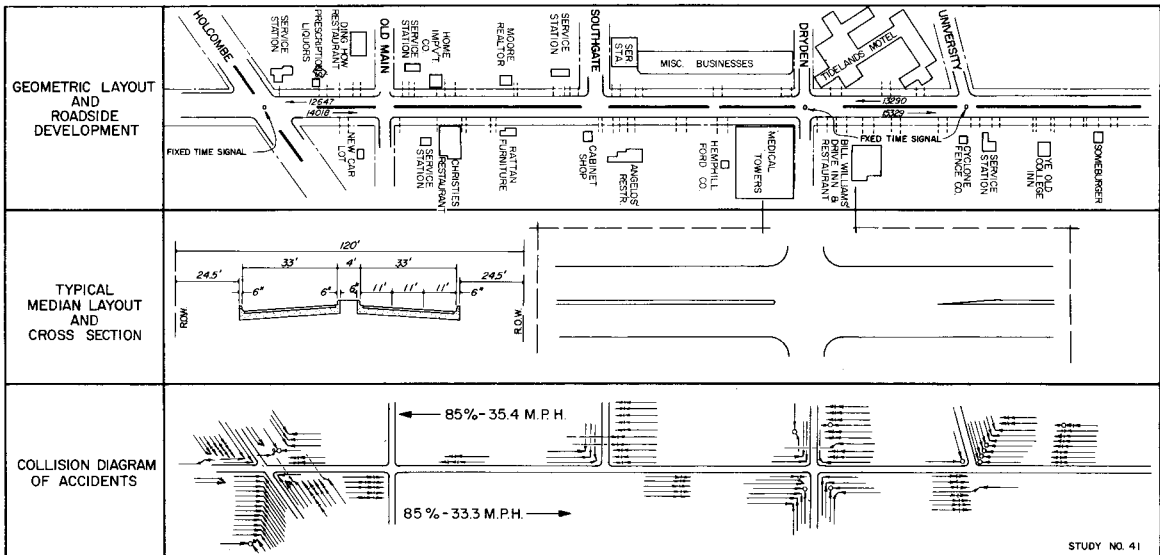 GEOMETRIC LAYOUT
AND
ROADSIDE
DEVELOPMENT
HOLCOMBE
SERVICE
STATION
PRESCRIPTIONS
LIQUORS
DING HOW
RESTAURANT
OLD MAIN
SERVICE
STATION
HOME
IMPV'T
CO
MOORE
REALTOR
SERVICE
STATION
SOUTHGATE
SER
STA.
MISC. BUSINESSES
DRYDEN
TIDELANDS MOTEL
UNIVERSITY
12647
14018
13290
15329
FIXED TIME SIGNAL
NEW CAR
LOT
SERVICE
STATION
CHRISTIES
RESTAURANT
RATTAN
FURNITURE
CABINET
SHOP
ANGELOS'
RESTR.
HEMPHILL
FORD CO.
MEDICAL
TOWERS
FIXED TIME SIGNAL
BILL WILLIAMS'
DRIVE INN &
RESTAURANT
CYCLONE
FENCE CO.
SERVICE
STATION
YE OLD
COLLEGE
INN
SOMEBURGER
TYPICAL
MEDIAN LAYOUT
AND
CROSS SECTION
120'
24.5' 33' 4' 33' 24.5'
6" 6" 6" 11' 11' 11' 6"
ROW
R.O.W.
COLLISION DIAGRAM
OF ACCIDENTS
85%-35.4 M.P.H.
85%-33.3 M.P.H.
STUDY NO. 41